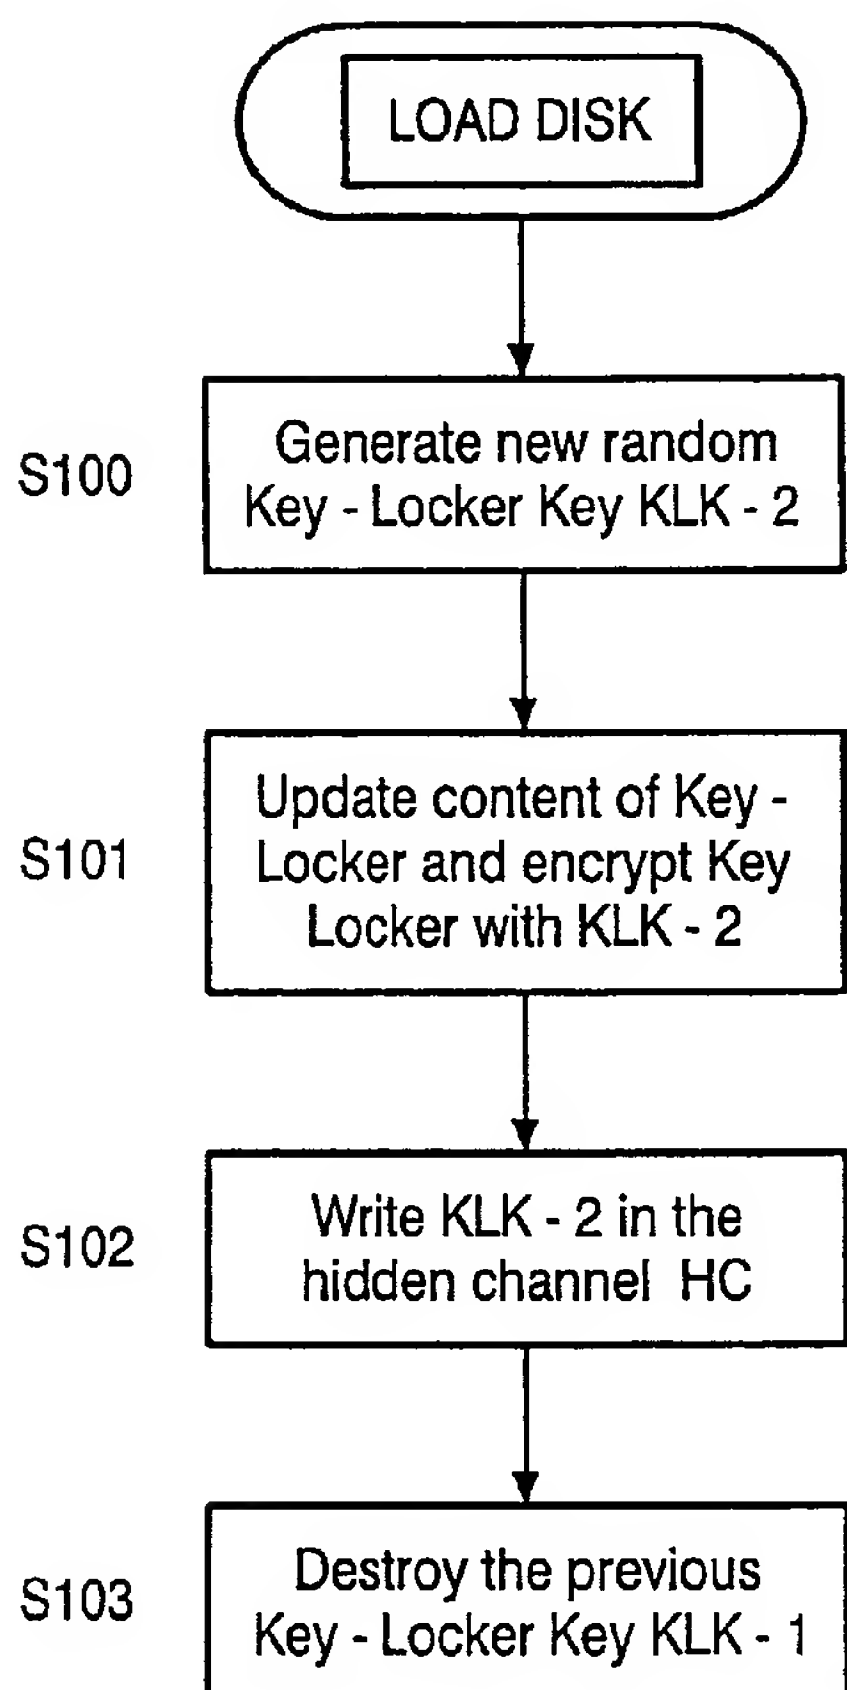 LOAD DISK
S100
Generate new random
Key - Locker Key KLK - 2
S101
Update content of Key -
Locker and encrypt Key
Locker with KLK - 2
S102
Write KLK - 2 in the
hidden channel HC
S103
Destroy the previous
Key - Locker Key KLK - 1